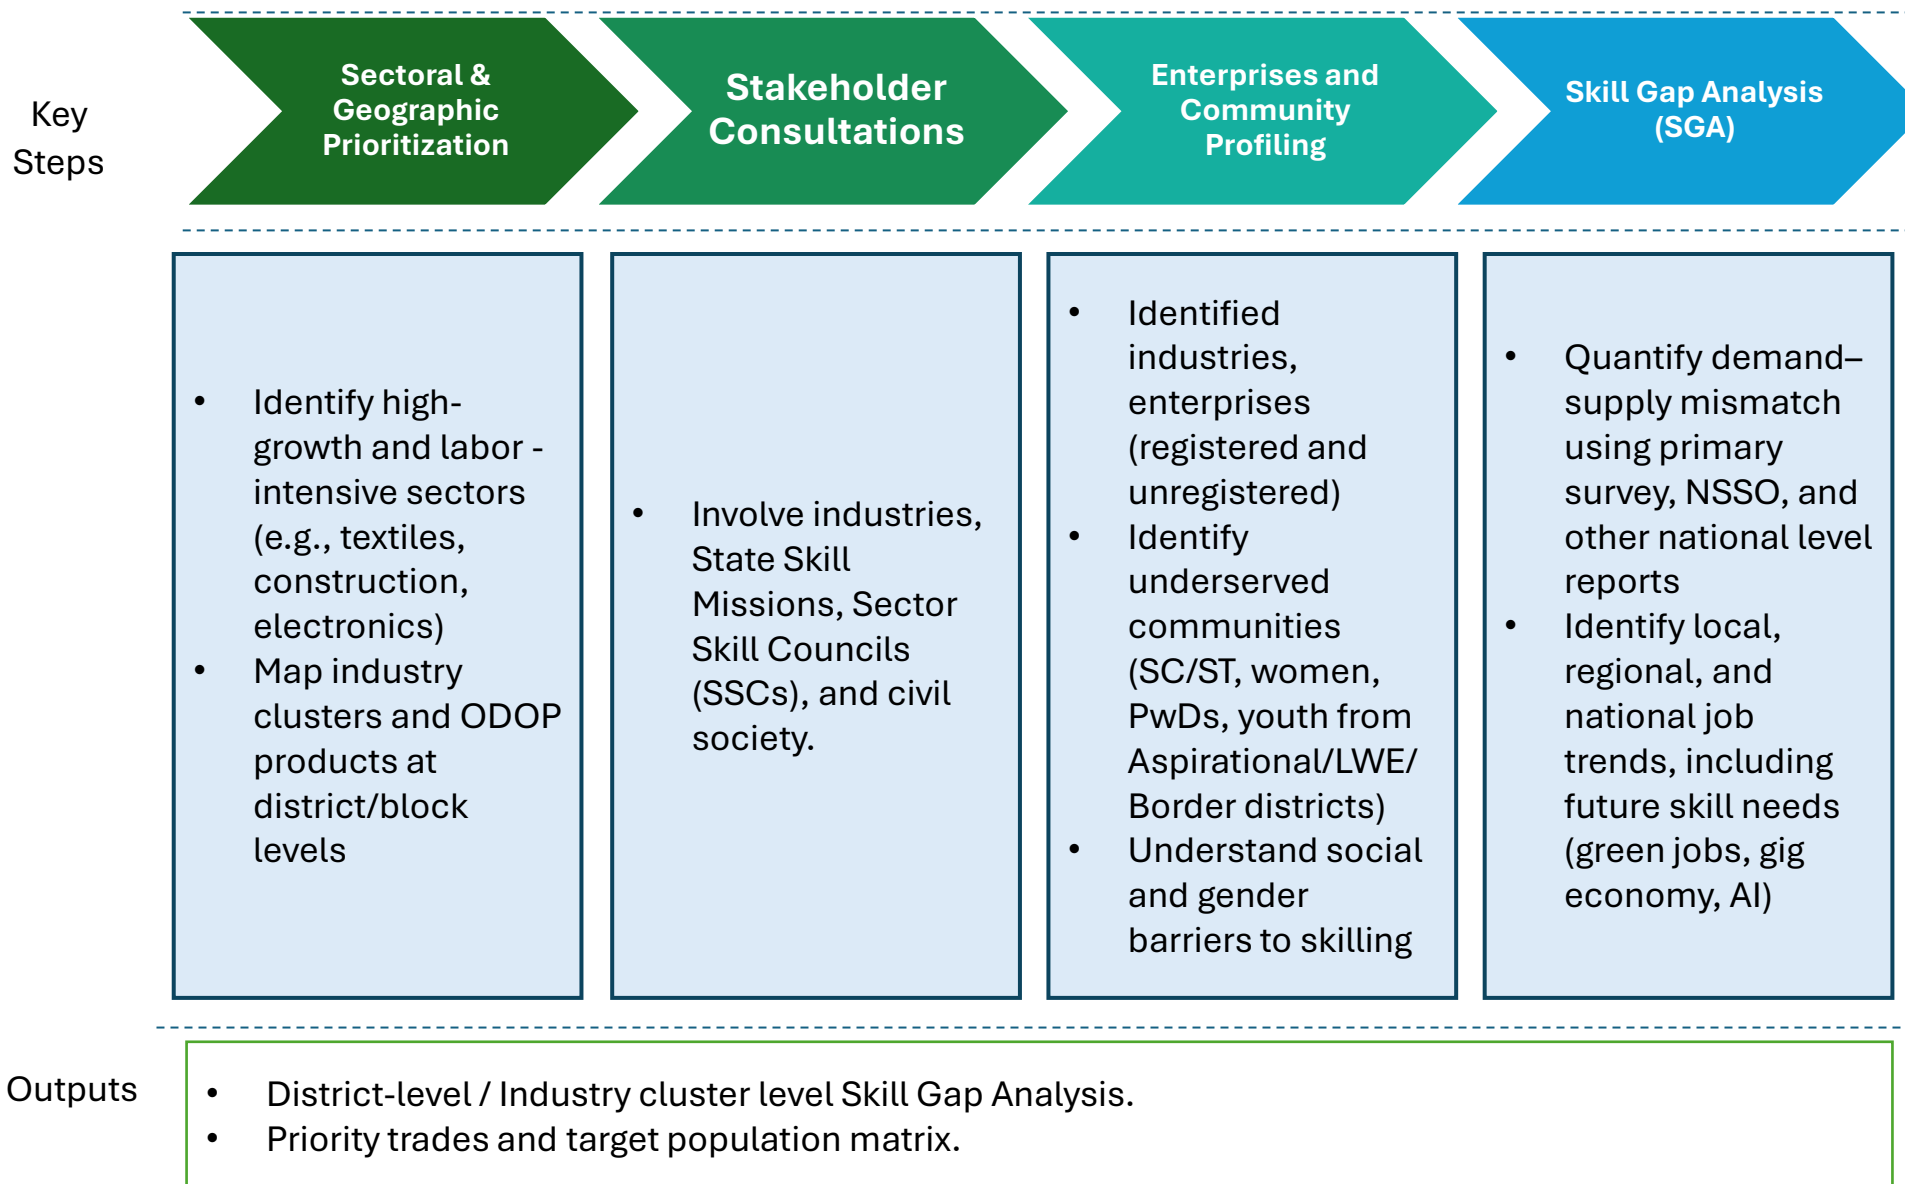 Key
Steps
Sectoral &
Geographic
Prioritization
Stakeholder
Consultations
Enterprises and
Community
Profiling
Skill Gap Analysis
(SGA)
• Identify high-
growth and labor -
intensive sectors
(e.g., textiles,
construction,
electronics)
• Map industry
clusters and ODOP
products at
district/block
levels
• Involve industries,
State Skill
Missions, Sector
Skill Councils
(SSCs), and civil
society.
• Identified
industries,
enterprises
(registered and
unregistered)
• Identify
underserved
communities
(SC/ST, women,
PwDs, youth from
Aspirational/LWE/
Border districts)
• Understand social
and gender
barriers to skilling
• Quantify demand–
supply mismatch
using primary
survey, NSSO, and
other national level
reports
• Identify local,
regional, and
national job
trends, including
future skill needs
(green jobs, gig
economy, AI)
Outputs
• District-level / Industry cluster level Skill Gap Analysis.
• Priority trades and target population matrix.